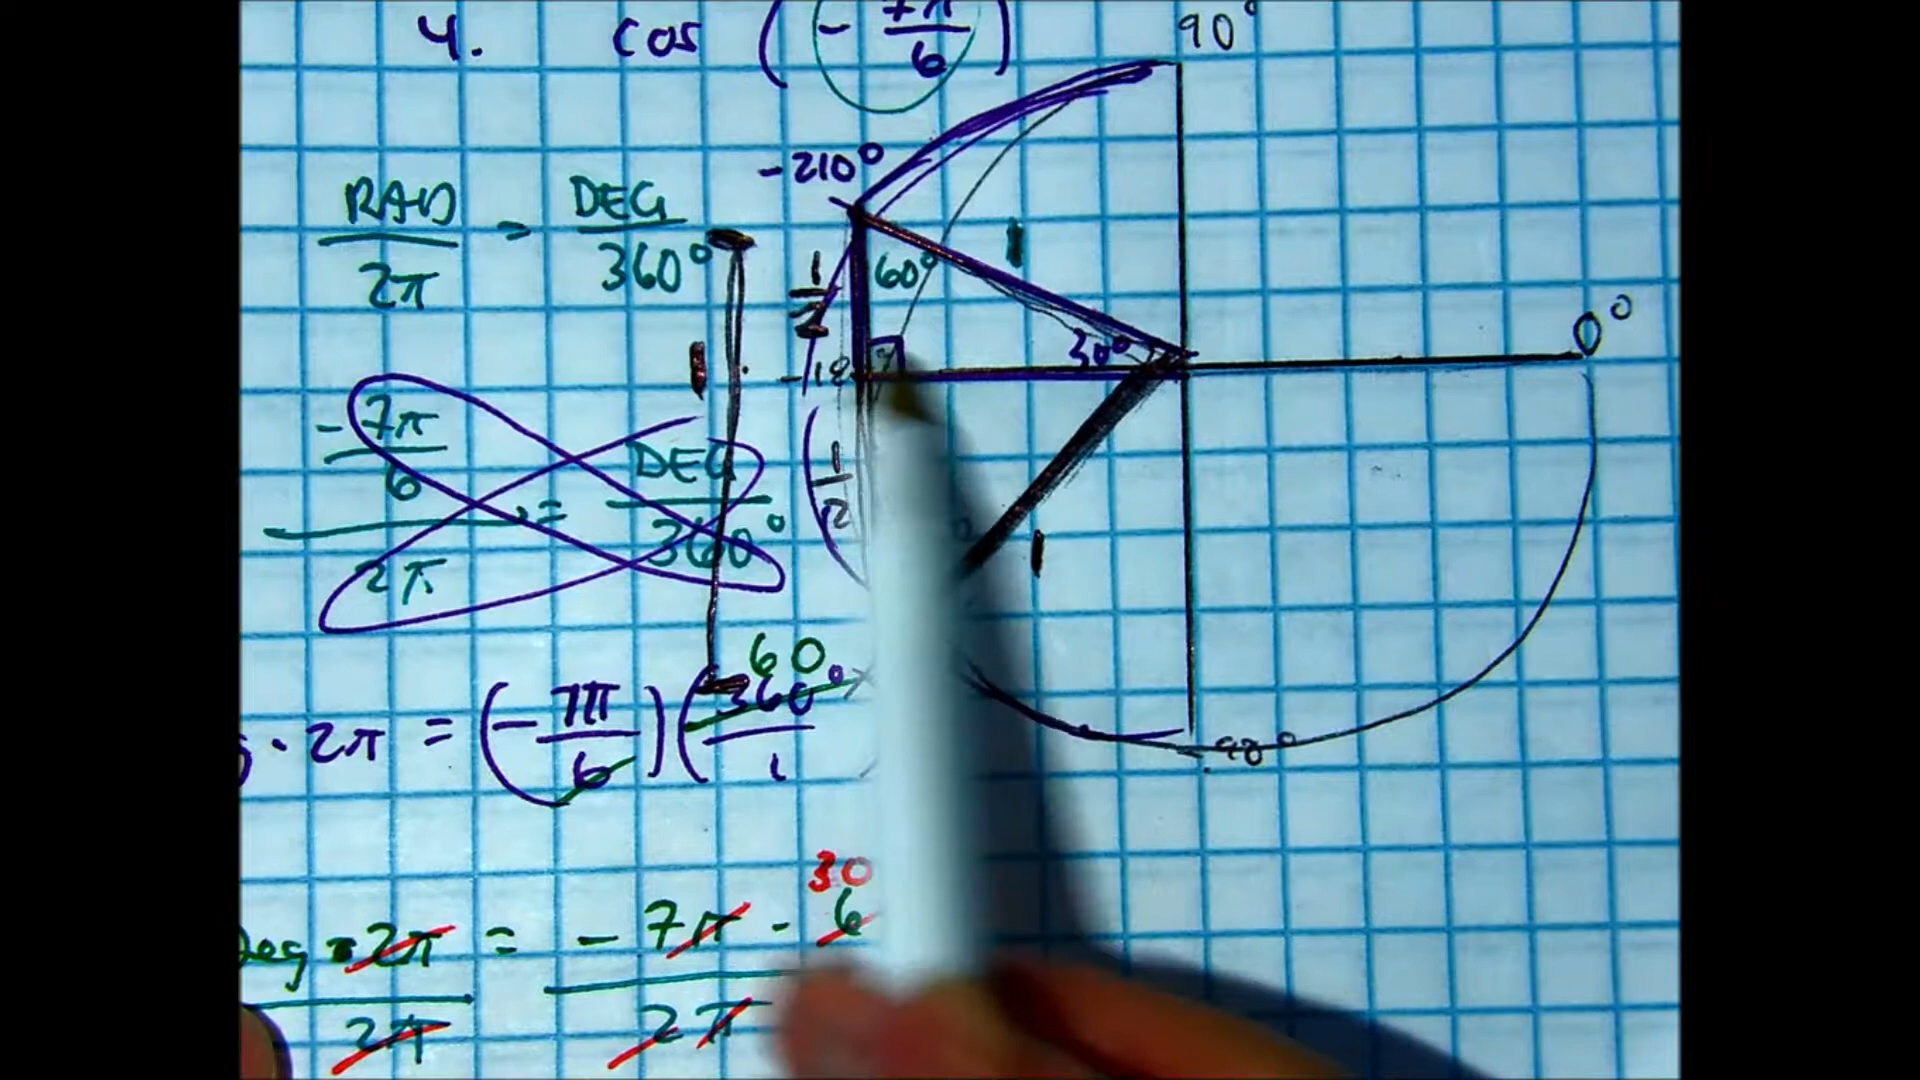 4. cos (-7π/6)
90°
-210°
RAD/2π = DEG/360°
1/2
60°
1
30°
0°
1
-7π/6 / 2π = DEG/360°
1/2
1
60
· 2π = (-7π/6)(360°/1)
-90°
30
Deg · 2π / 2π = -7π · 6 / 2π